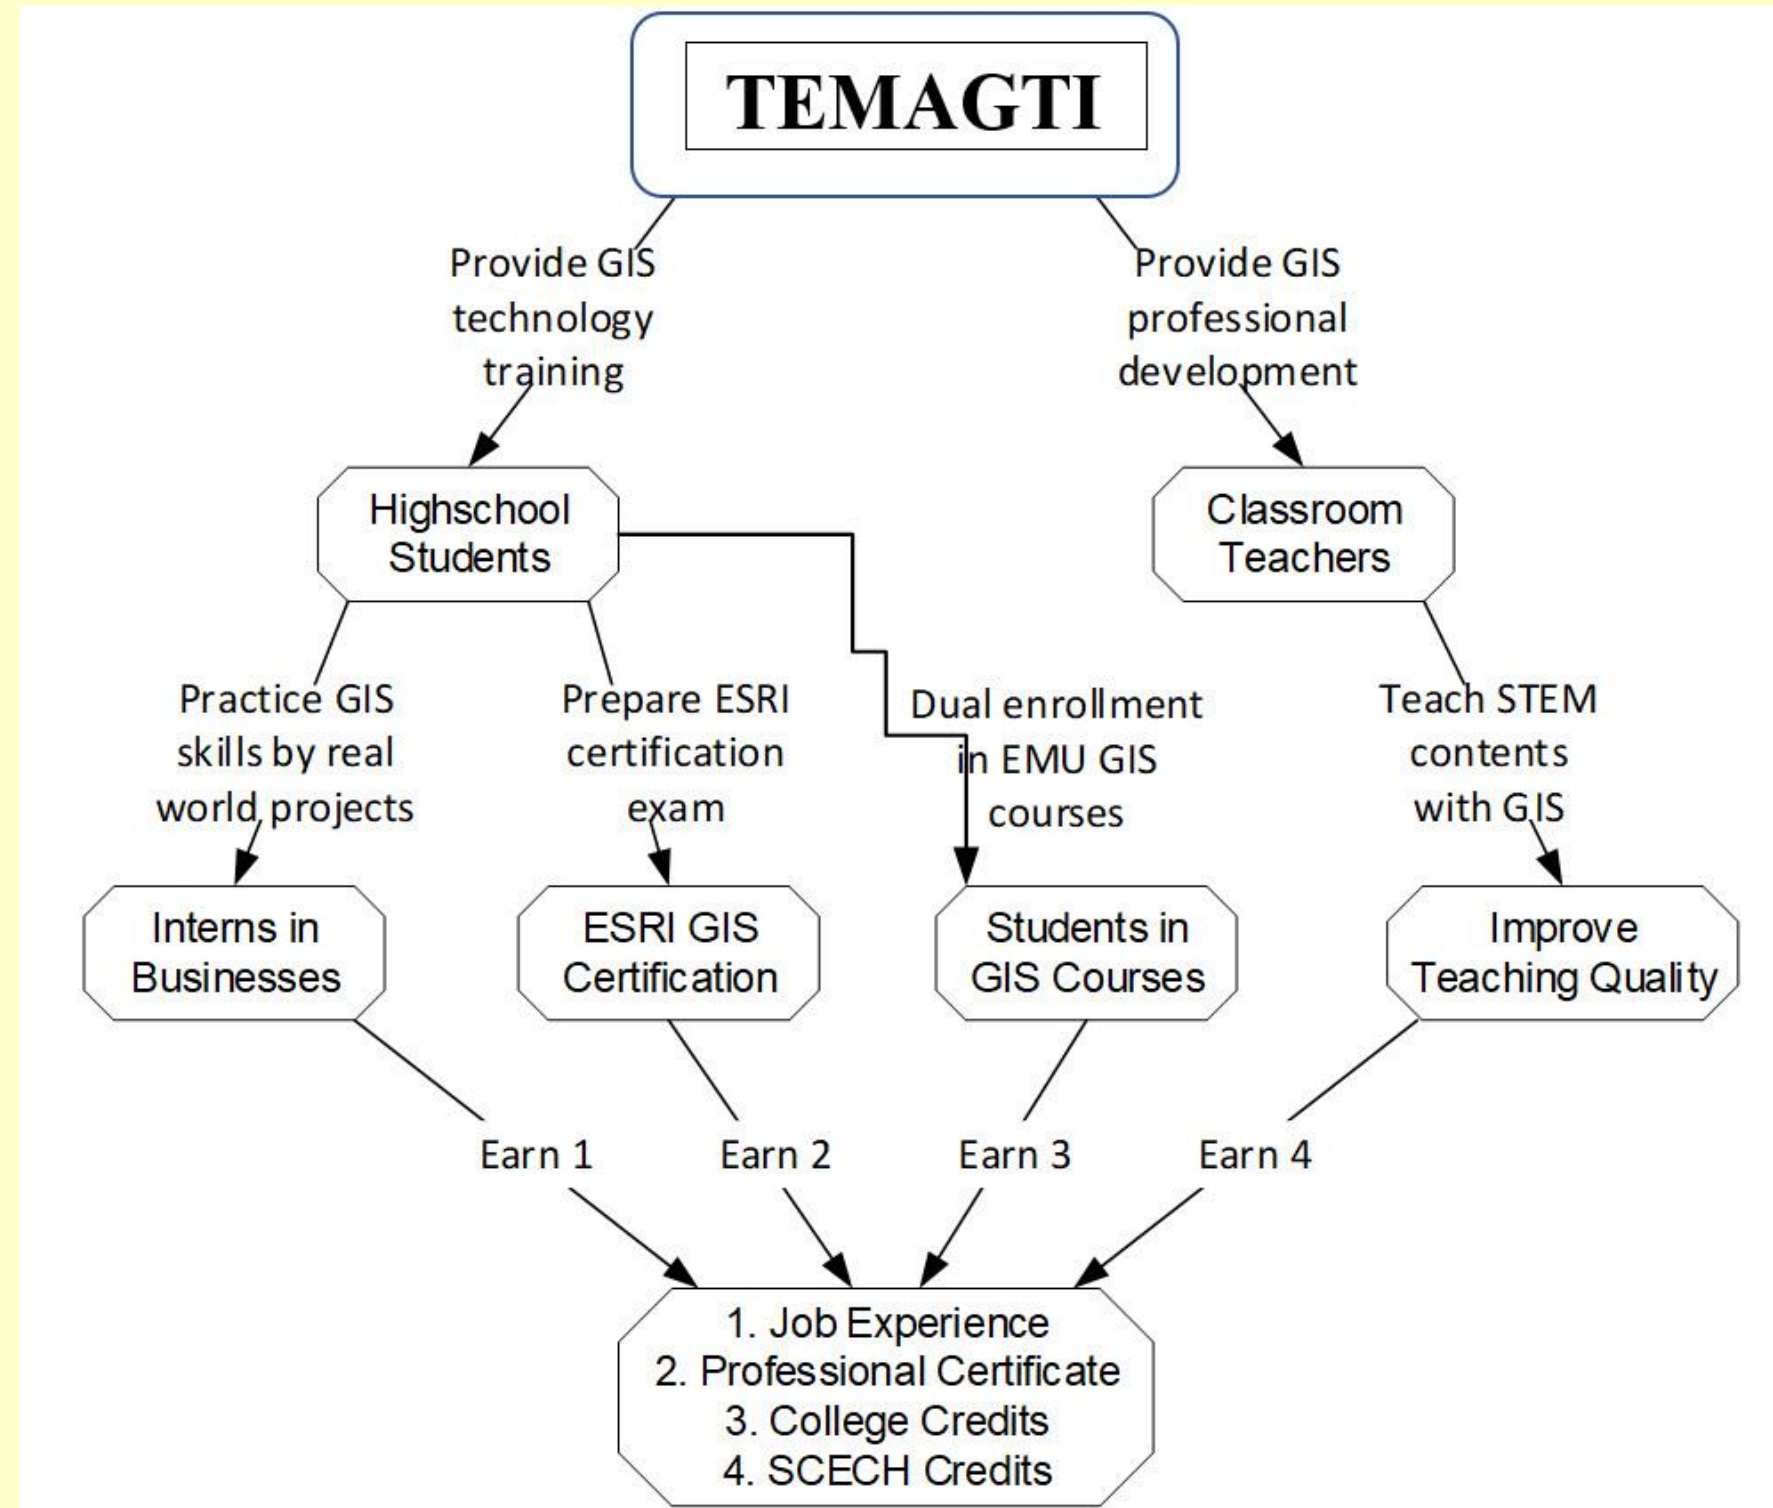 TEMAGTI
Provide GIS
technology
training
Provide GIS
professional
development
Highschool
Students
Classroom
Teachers
Practice GIS
skills by real
world projects
Prepare ESRI
certification
exam
Dual enrollment
in EMU GIS
courses
Teach STEM
contents
with GIS
Interns in
Businesses
ESRI GIS
Certification
Students in
GIS Courses
Improve
Teaching Quality
Earn 1
Earn 2
Earn 3
Earn 4
1. Job Experience
2. Professional Certificate
3. College Credits
4. SCECH Credits